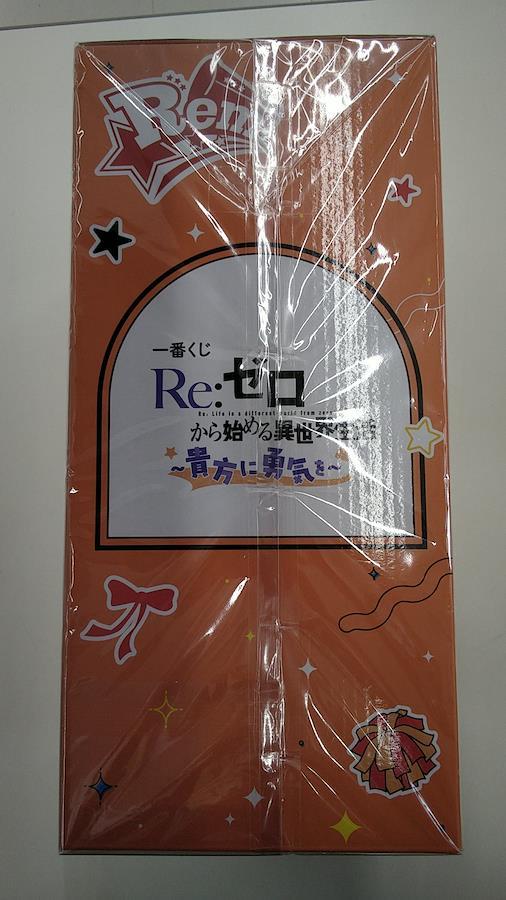 Rem
一番くじ
Re:ゼロ
Re: Life in a different world from zero
から始める異世界生活
～貴方に勇気を～